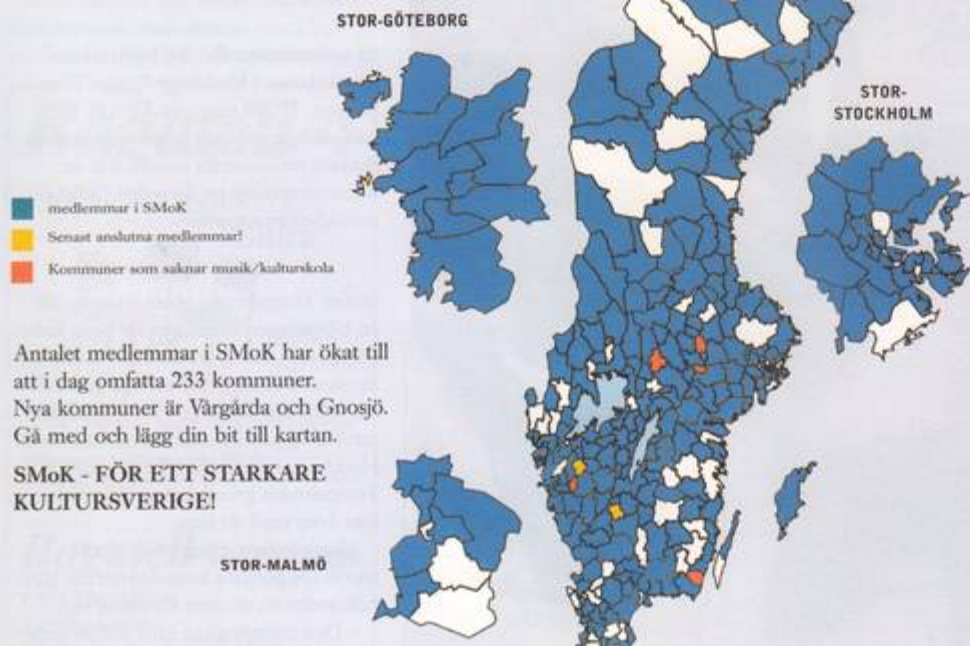 STOR-GÖTEBORG
STOR-
STOCKHOLM
medlemmar i SMoK
Senast anslutna medlemmar!
Kommuner som saknar musik/kulturskola
Antalet medlemmar i SMoK har ökat till
att i dag omfatta 233 kommuner.
Nya kommuner är Vårgårda och Gnosjö.
Gå med och lägg din bit till kartan.
SMoK - FÖR ETT STARKARE
KULTURSVERIGE!
STOR-MALMÖ